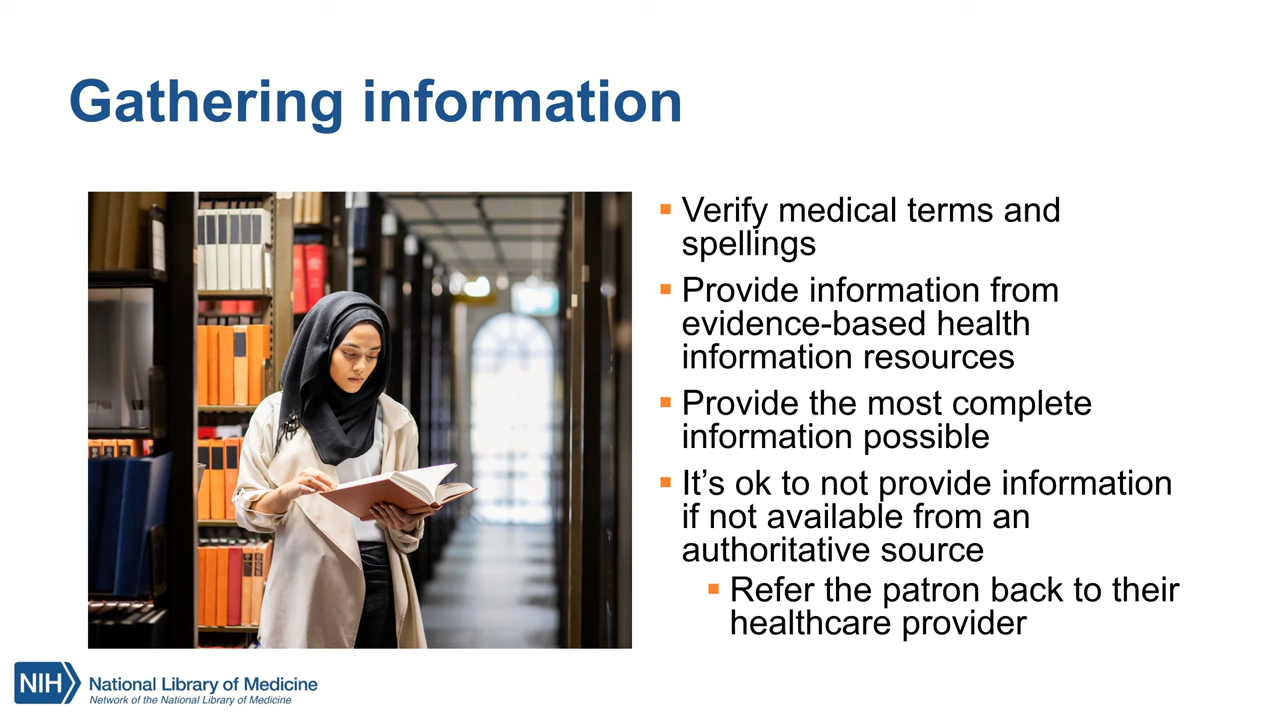 Gathering information
▪ Verify medical terms and
spellings
▪ Provide information from
evidence-based health
information resources
▪ Provide the most complete
information possible
▪ It’s ok to not provide information
if not available from an
authoritative source
▪ Refer the patron back to their
healthcare provider
NIH National Library of Medicine
Network of the National Library of Medicine